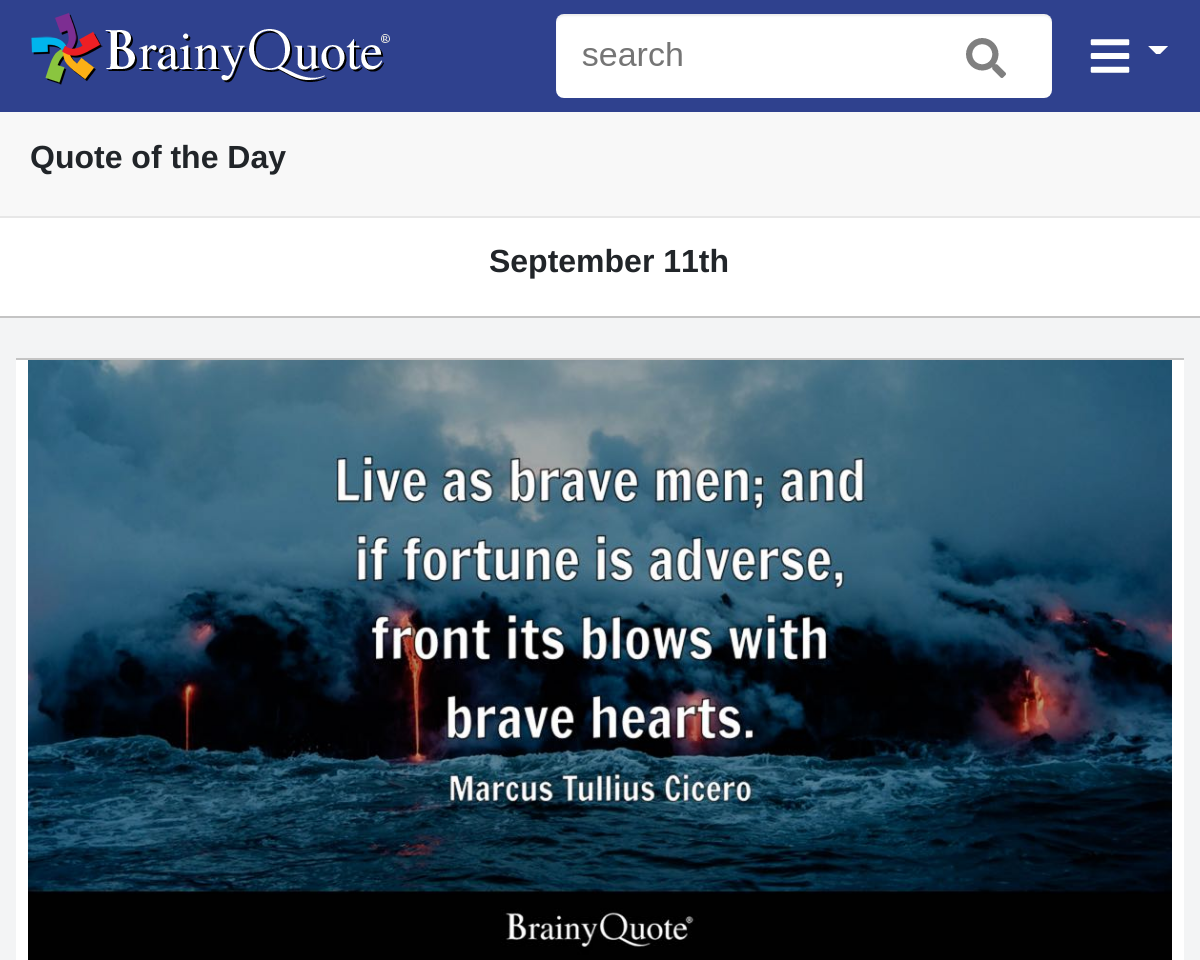 BrainyQuote®
search
Quote of the Day
September 11th
Live as brave men; and
if fortune is adverse,
front its blows with
brave hearts.
Marcus Tullius Cicero
BrainyQuote®